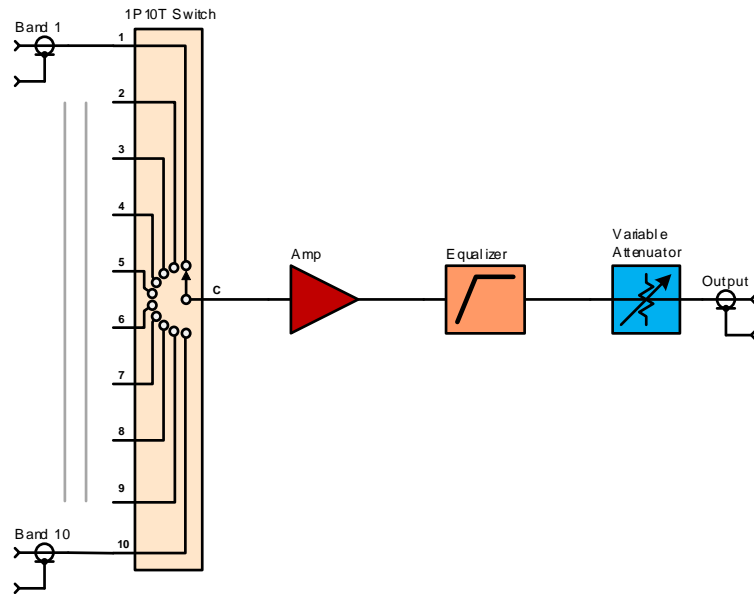 1P10T Switch
Band 1
1
2
3
4
5
6
7
8
9
10
C
Amp
Equalizer
Variable
Attenuator
Output
Band 10